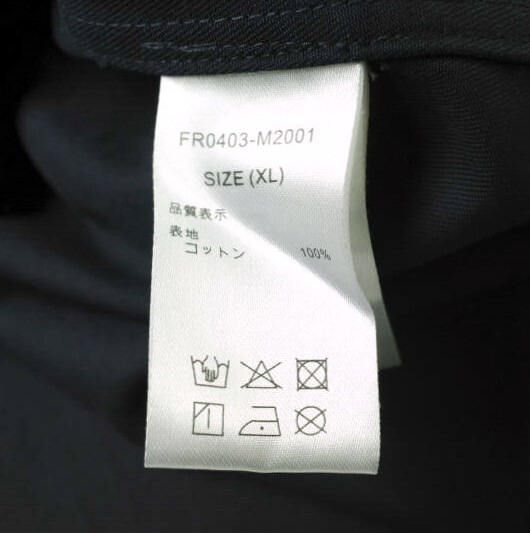 FR0403-M2001
SIZE (XL)
品質表示
表地
コットン 100%